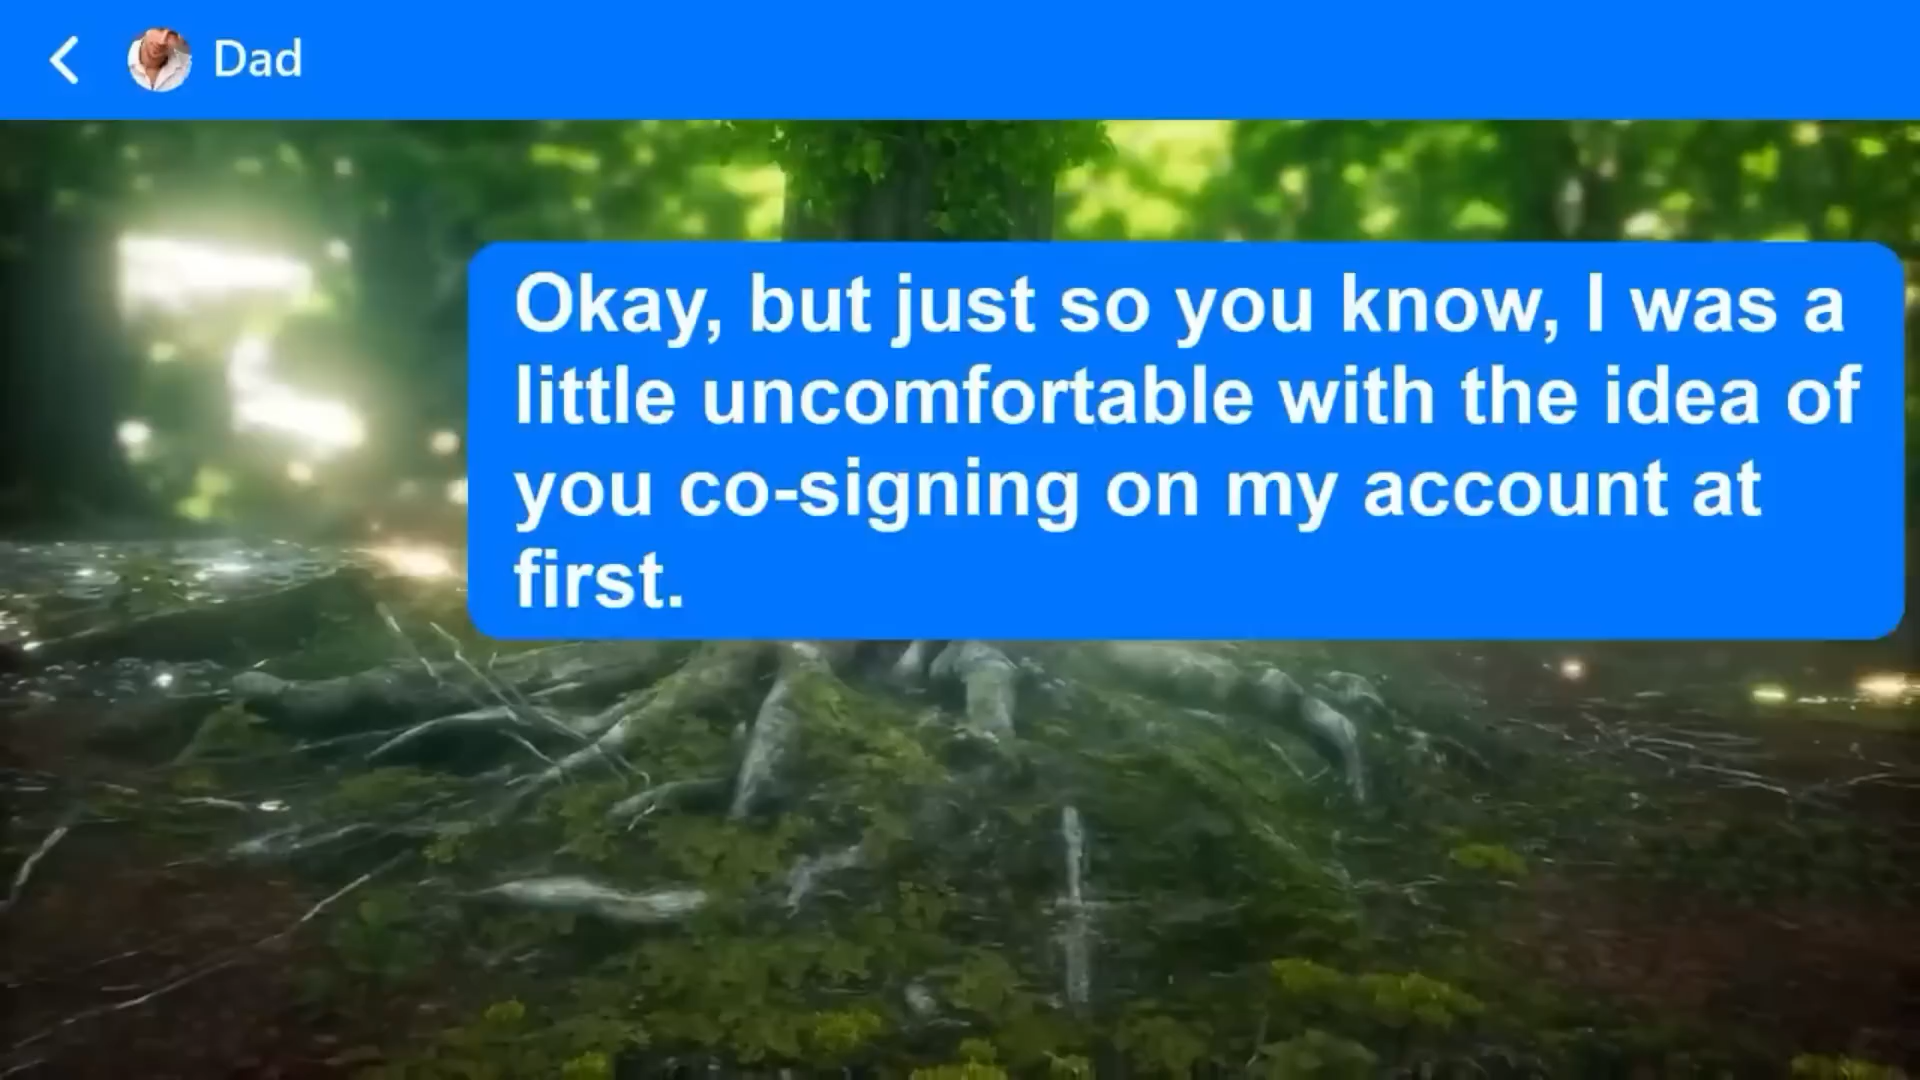 Dad
Okay, but just so you know, I was a
little uncomfortable with the idea of
you co-signing on my account at
first.